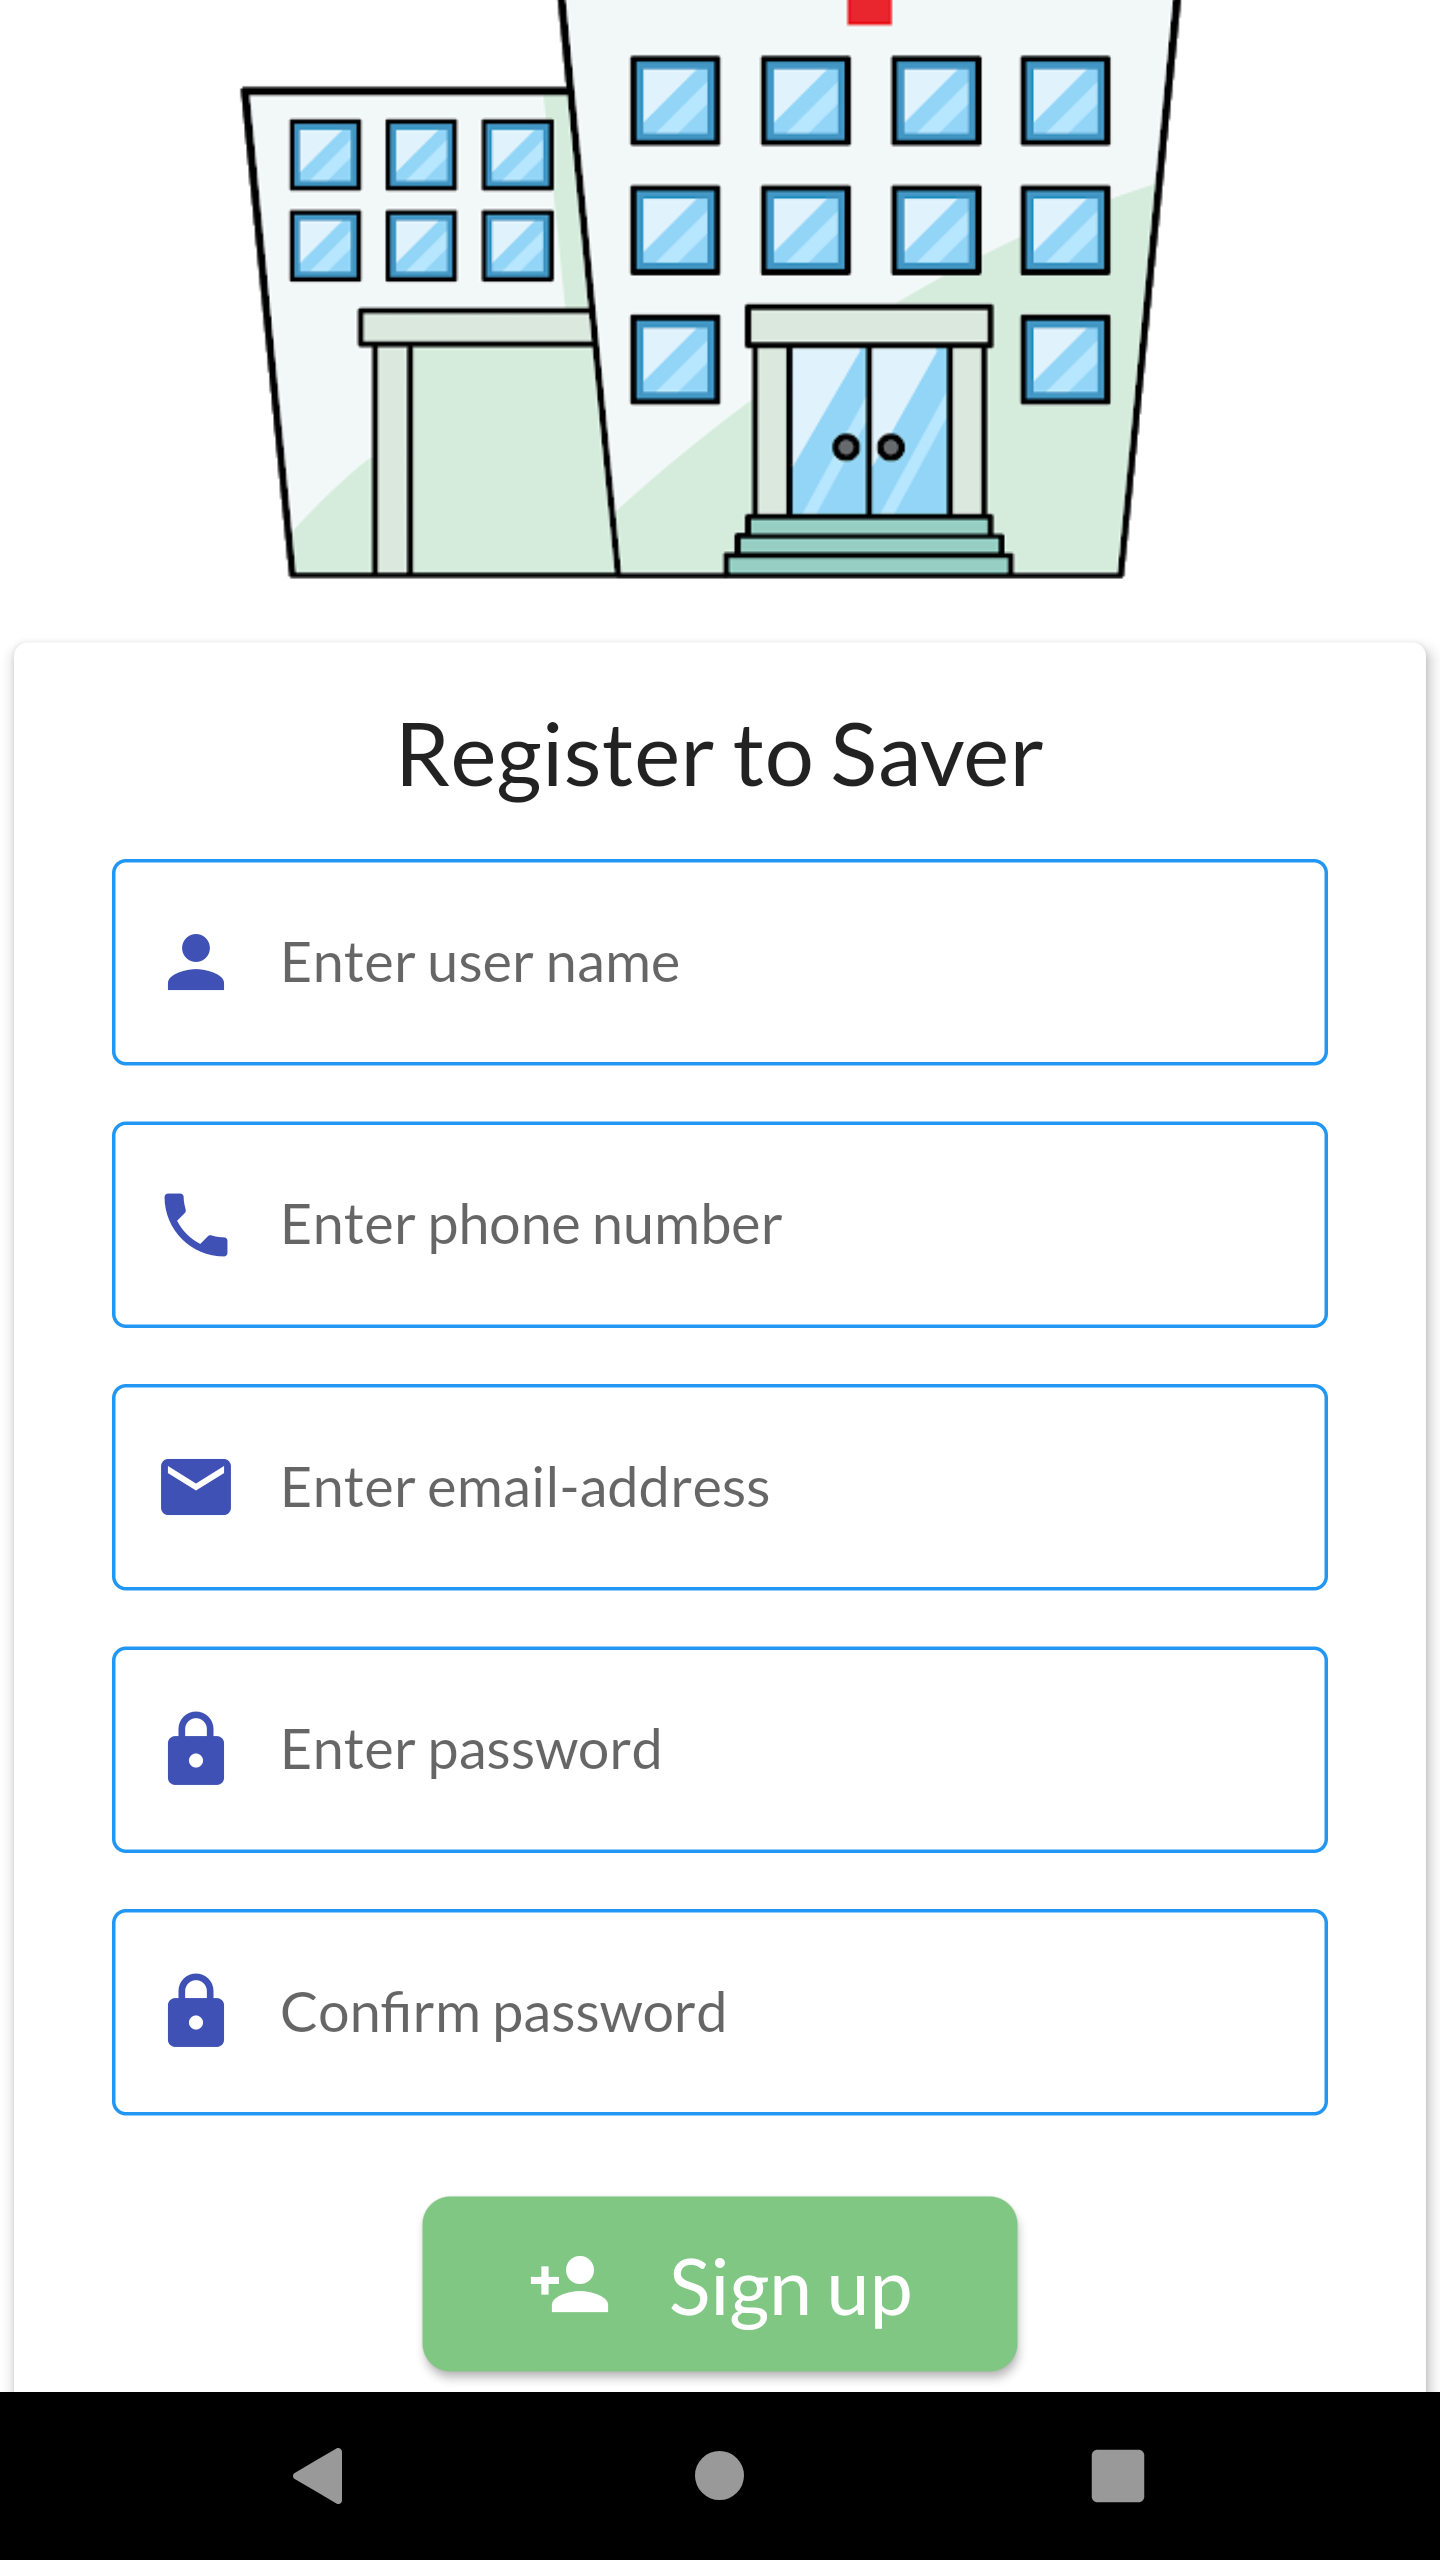 Register to Saver
Enter user name
Enter phone number
Enter email-address
Enter password
Confirm password
Sign up